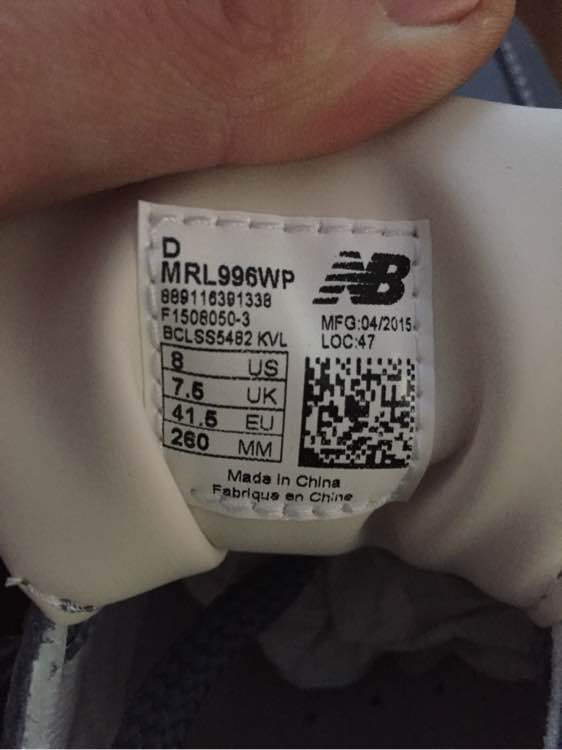 D
MRL996WP
889116391338
F1508050-3
BCLSS5482 KVL
8 US
7.5 UK
41.5 EU
260 MM
NB
MFG:04/2015
LOC:47
Made in China
Fabriqué en Chine